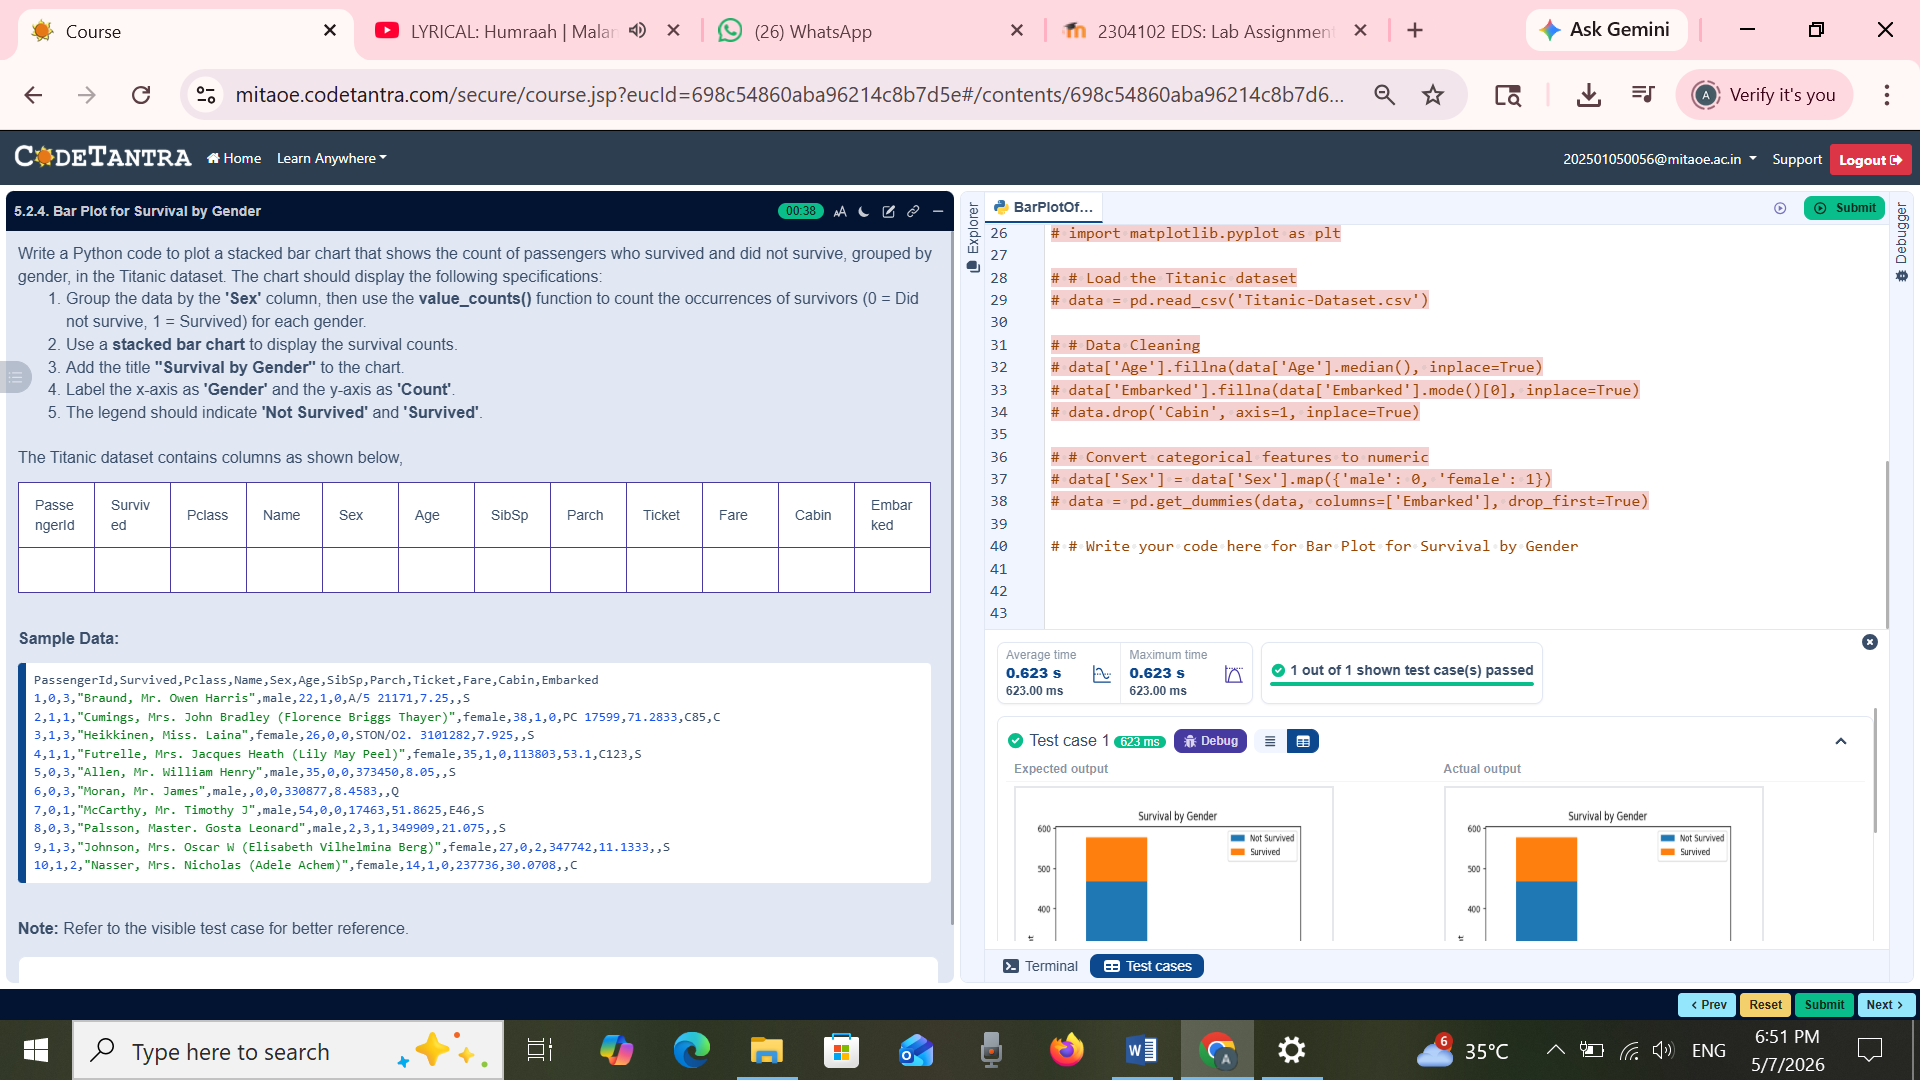 Course
LYRICAL: Humraah | Malan
(26) WhatsApp
2304102 EDS: Lab Assignment
Ask Gemini
mitaoe.codetantra.com/secure/course.jsp?eucId=698c54860aba96214c8b7d5e#/contents/698c54860aba96214c8b7d6...
A
Verify it's you
CODETANTRA
Home
Learn Anywhere
202501050056@mitaoe.ac.in
Support
Logout
5.2.4. Bar Plot for Survival by Gender
00:38
AA
Write a Python code to plot a stacked bar chart that shows the count of passengers who survived and did not survive, grouped by
gender, in the Titanic dataset. The chart should display the following specifications:
1. Group the data by the 'Sex' column, then use the value_counts() function to count the occurrences of survivors (0 = Did
not survive, 1 = Survived) for each gender.
2. Use a stacked bar chart to display the survival counts.
3. Add the title "Survival by Gender" to the chart.
4. Label the x-axis as 'Gender' and the y-axis as 'Count'.
5. The legend should indicate 'Not Survived' and 'Survived'.
The Titanic dataset contains columns as shown below,
Passe
ngerId
Surviv
ed
Pclass
Name
Sex
Age
SibSp
Parch
Ticket
Fare
Cabin
Embar
ked
Sample Data:
PassengerId,Survived,Pclass,Name,Sex,Age,SibSp,Parch,Ticket,Fare,Cabin,Embarked
1,0,3,"Braund, Mr. Owen Harris",male,22,1,0,A/5 21171,7.25,,S
2,1,1,"Cumings, Mrs. John Bradley (Florence Briggs Thayer)",female,38,1,0,PC 17599,71.2833,C85,C
3,1,3,"Heikkinen, Miss. Laina",female,26,0,0,STON/O2. 3101282,7.925,,S
4,1,1,"Futrelle, Mrs. Jacques Heath (Lily May Peel)",female,35,1,0,113803,53.1,C123,S
5,0,3,"Allen, Mr. William Henry",male,35,0,0,373450,8.05,,S
6,0,3,"Moran, Mr. James",male,,0,0,330877,8.4583,,Q
7,0,1,"McCarthy, Mr. Timothy J",male,54,0,0,17463,51.8625,E46,S
8,0,3,"Palsson, Master. Gosta Leonard",male,2,3,1,349909,21.075,,S
9,1,3,"Johnson, Mrs. Oscar W (Elisabeth Vilhelmina Berg)",female,27,0,2,347742,11.1333,,S
10,1,2,"Nasser, Mrs. Nicholas (Adele Achem)",female,14,1,0,237736,30.0708,,C
Note: Refer to the visible test case for better reference.
Explorer
BarPlotOf...
Submit
Debugger
26 # import matplotlib.pyplot as plt
27
28 # # Load the Titanic dataset
29 # data = pd.read_csv('Titanic-Dataset.csv')
30
31 # # Data Cleaning
32 # data['Age'].fillna(data['Age'].median(), inplace=True)
33 # data['Embarked'].fillna(data['Embarked'].mode()[0], inplace=True)
34 # data.drop('Cabin', axis=1, inplace=True)
35
36 # # Convert categorical features to numeric
37 # data['Sex'] = data['Sex'].map({'male': 0, 'female': 1})
38 # data = pd.get_dummies(data, columns=['Embarked'], drop_first=True)
39
40 # # Write your code here for Bar Plot for Survival by Gender
41
42
43
Average time
0.623 s
623.00 ms
Maximum time
0.623 s
623.00 ms
1 out of 1 shown test case(s) passed
Test case 1
623 ms
Debug
Expected output
Actual output
Survival by Gender
600
500
400
Not Survived
Survived
Survival by Gender
600
500
400
Not Survived
Survived
Terminal
Test cases
< Prev
Reset
Submit
Next >
Type here to search
6
35°C
ENG
6:51 PM
5/7/2026